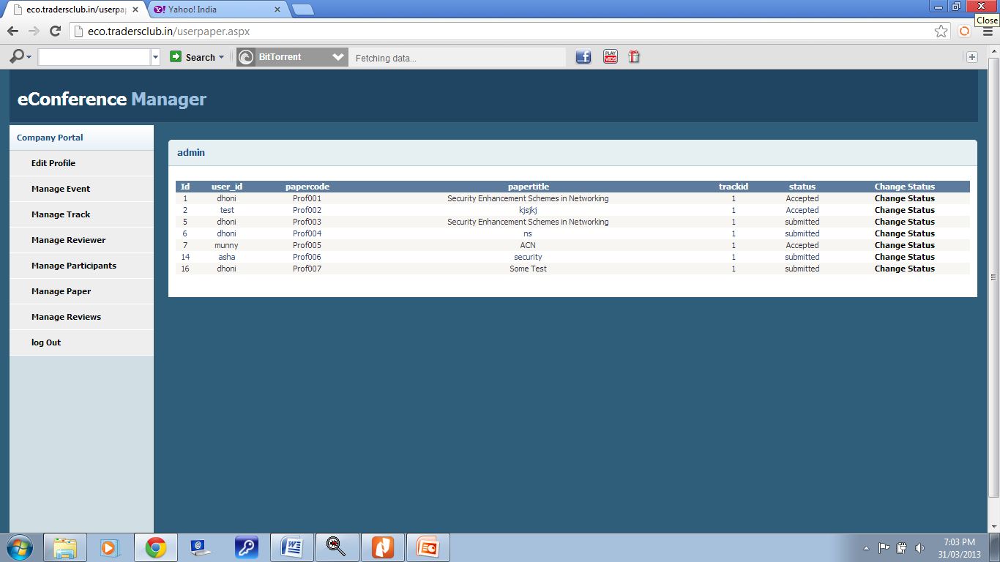 eco.tradersclub.in/userpap
Yahoo! India
Close
eco.tradersclub.in/userpaper.aspx
Search
BitTorrent
Fetching data...
PLAY VIDS
eConference Manager
Company Portal
Edit Profile
Manage Event
Manage Track
Manage Reviewer
Manage Participants
Manage Paper
Manage Reviews
log Out
admin
Id user_id papercode papertitle trackid status Change Status
1 dhoni Prof001 Security Enhancement Schemes in Networking 1 Accepted Change Status
2 test Prof002 kjsjkj 1 Accepted Change Status
5 dhoni Prof003 Security Enhancement Schemes in Networking 1 submitted Change Status
6 dhoni Prof004 ns 1 submitted Change Status
7 munny Prof005 ACN 1 Accepted Change Status
14 asha Prof006 security 1 submitted Change Status
16 dhoni Prof007 Some Test 1 submitted Change Status
7:03 PM
31/03/2013